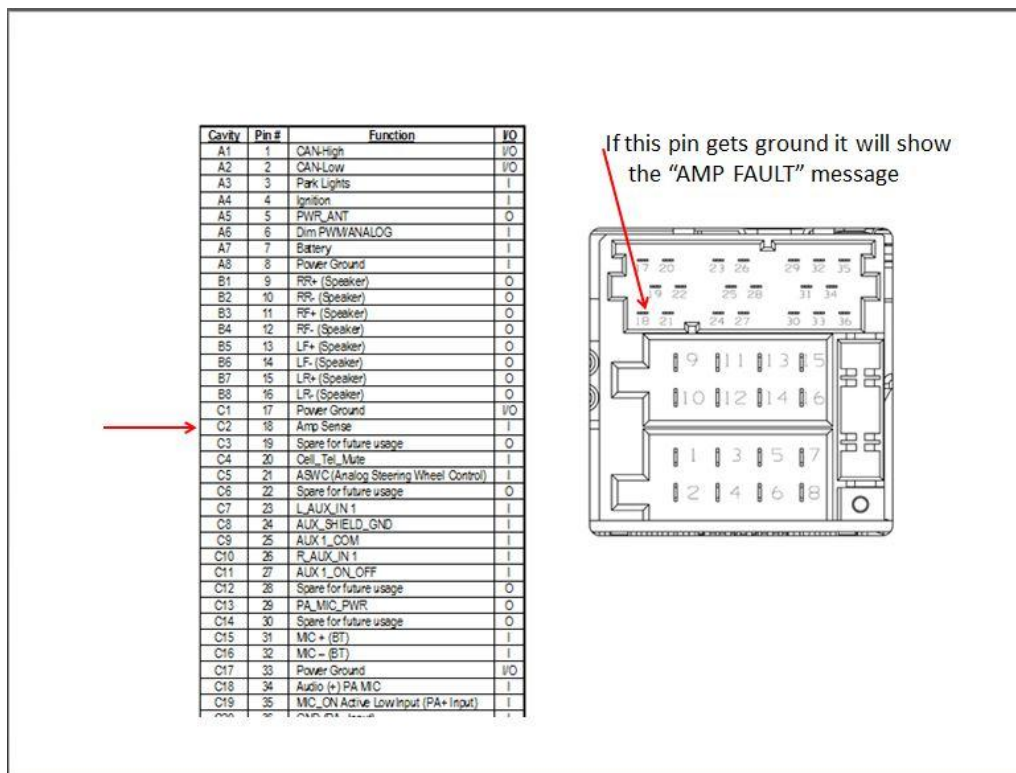 Cavity Pin # Function I/O
A1 1 CAN-High I/O
A2 2 CAN-Low I/O
A3 3 Park Lights I
A4 4 Ignition I
A5 5 PWR_ANT O
A6 6 Dim PWM/ANALOG I
A7 7 Battery I
A8 8 Power Ground I
B1 9 RR+ (Speaker) O
B2 10 RR- (Speaker) O
B3 11 RF+ (Speaker) O
B4 12 RF- (Speaker) O
B5 13 LF+ (Speaker) O
B6 14 LF- (Speaker) O
B7 15 LR+ (Speaker) O
B8 16 LR- (Speaker) O
C1 17 Power Ground I/O
C2 18 Amp Sense I
C3 19 Spare for future usage O
C4 20 Cell_Tel_Mute I
C5 21 ASWC (Analog Steering Wheel Control) I
C6 22 Spare for future usage O
C7 23 L_AUX_IN 1 I
C8 24 AUX_SHIELD_GND I
C9 25 AUX 1_COM I
C10 26 R_AUX_IN 1 I
C11 27 AUX 1_ON_OFF I
C12 28 Spare for future usage O
C13 29 PA_MIC_PWR O
C14 30 Spare for future usage O
C15 31 MIC + (BT) I
C16 32 MIC – (BT) I
C17 33 Power Ground I/O
C18 34 Audio (+) PA MIC I
C19 35 MIC_ON Active Low Input (PA+ Input) I
If this pin gets ground it will show
the “AMP FAULT” message
17 20 23 26 29 32 35
19 22 25 28 31 34
18 21 24 27 30 33 36
9 11 13 15
10 12 14 16
1 3 5 7
2 4 6 8